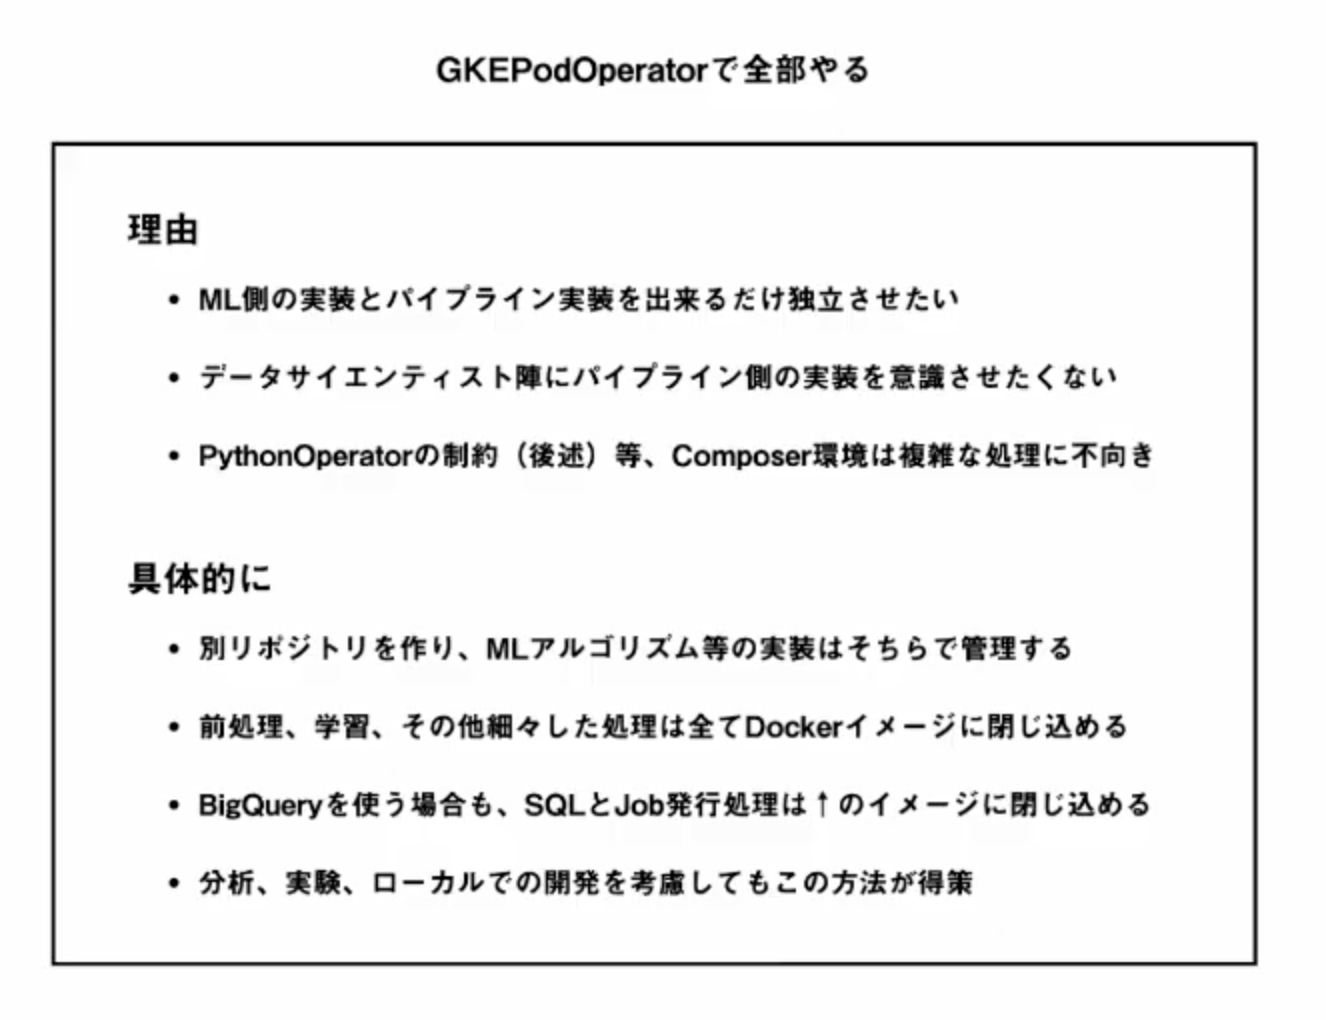 GKEPodOperatorで全部やる
理由
• ML側の実装とパイプライン実装を出来るだけ独立させたい
• データサイエンティスト陣にパイプライン側の実装を意識させたくない
• PythonOperatorの制約（後述）等、Composer環境は複雑な処理に不向き
具体的に
• 別リポジトリを作り、MLアルゴリズム等の実装はそちらで管理する
• 前処理、学習、その他細々した処理は全てDockerイメージに閉じ込める
• BigQueryを使う場合も、SQLとJob発行処理は↑のイメージに閉じ込める
• 分析、実験、ローカルでの開発を考慮してもこの方法が得策